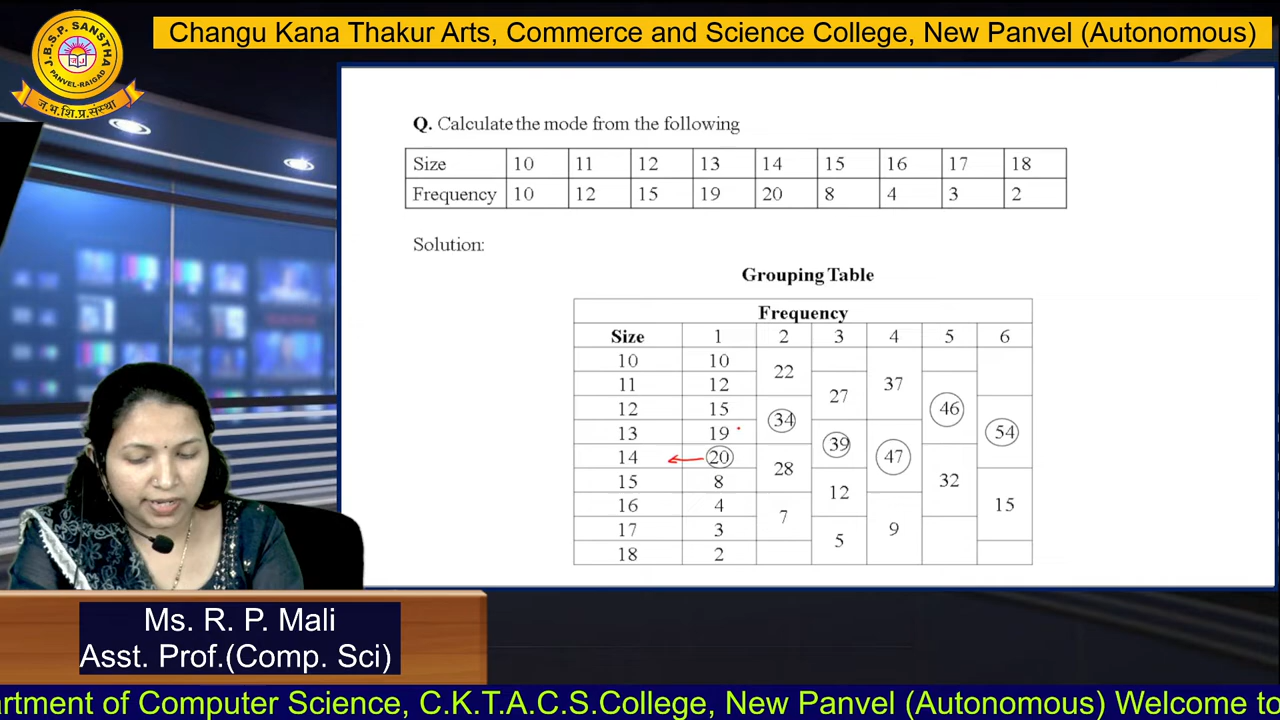 J.B.S.P. SANSTHA
PANVEL-RAIGAD
ज.भ.शि.प्र.संस्था
Changu Kana Thakur Arts, Commerce and Science College, New Panvel (Autonomous)
Q. Calculate the mode from the following
Size 10 11 12 13 14 15 16 17 18
Frequency 10 12 15 19 20 8 4 3 2
Solution:
Grouping Table
Frequency
Size 1 2 3 4 5 6
10 10
22
11 12 37
27
12 15 46
34
13 19 54
39
14 20 47
28
15 8 32
12
16 4 15
7
17 3 9
5
18 2
Ms. R. P. Mali
Asst. Prof.(Comp. Sci)
artment of Computer Science, C.K.T.A.C.S.College, New Panvel (Autonomous) Welcome to